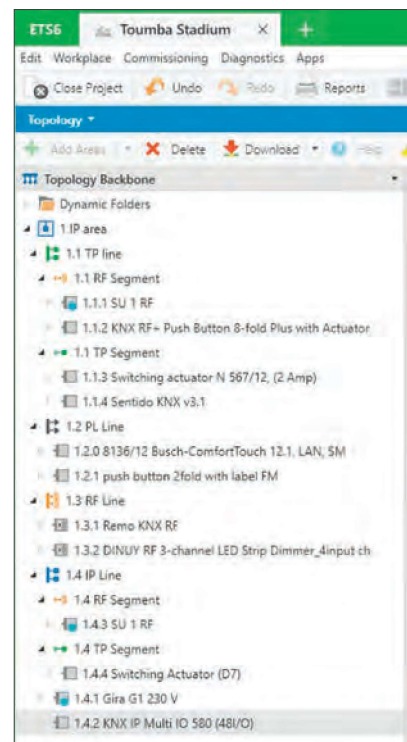 ETS6 Toumba Stadium × +
Edit Workplace Commissioning Diagnostics Apps
Close Project Undo Redo Reports
Topology
Add Areas Delete Download Help
Topology Backbone
Dynamic Folders
1 IP area
1.1 TP line
1.1 RF Segment
1.1.1 SU 1 RF
1.1.2 KNX RF+ Push Button 8-fold Plus with Actuator
1.1 TP Segment
1.1.3 Switching actuator N 567/12, (2 Amp)
1.1.4 Sentido KNX v3.1
1.2 PL Line
1.2.0 8136/12 Busch-ComfortTouch 12.1, LAN, SM
1.2.1 push button 2fold with label FM
1.3 RF Line
1.3.1 Remo KNX RF
1.3.2 DINUY RF 3-channel LED Strip Dimmer_4input ch
1.4 IP Line
1.4 RF Segment
1.4.3 SU 1 RF
1.4 TP Segment
1.4.4 Switching Actuator (D7)
1.4.1 Gira G1 230 V
1.4.2 KNX IP Multi IO 580 (48I/O)